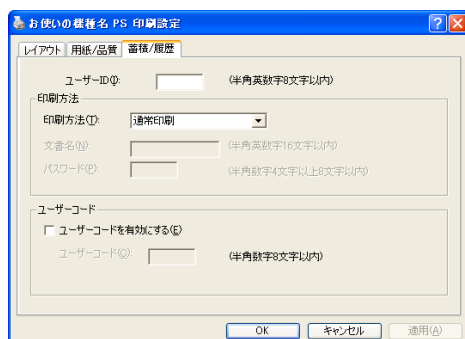 お使いの機種名 PS 印刷設定
レイアウト 用紙/品質 蓄積/履歴
ユーザーID(I): (半角英数字8文字以内)
印刷方法
印刷方法(T): 通常印刷
文書名(N): (半角英数字16文字以内)
パスワード(P): (半角数字4文字以上8文字以内)
ユーザーコード
ユーザーコードを有効にする(E)
ユーザーコード(C): (半角数字8文字以内)
OK キャンセル 適用(A)